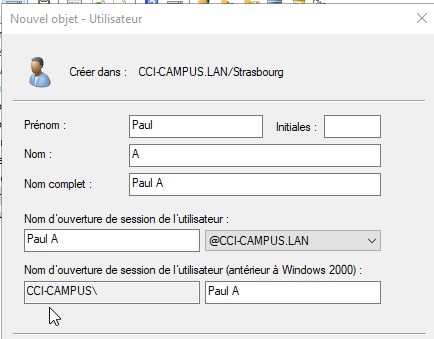 Nouvel objet - Utilisateur
Créer dans : CCI-CAMPUS.LAN/Strasbourg
Prénom : Paul Initiales :
Nom : A
Nom complet : Paul A
Nom d'ouverture de session de l'utilisateur :
Paul A @CCI-CAMPUS.LAN
Nom d'ouverture de session de l'utilisateur (antérieur à Windows 2000) :
CCI-CAMPUS\ Paul A